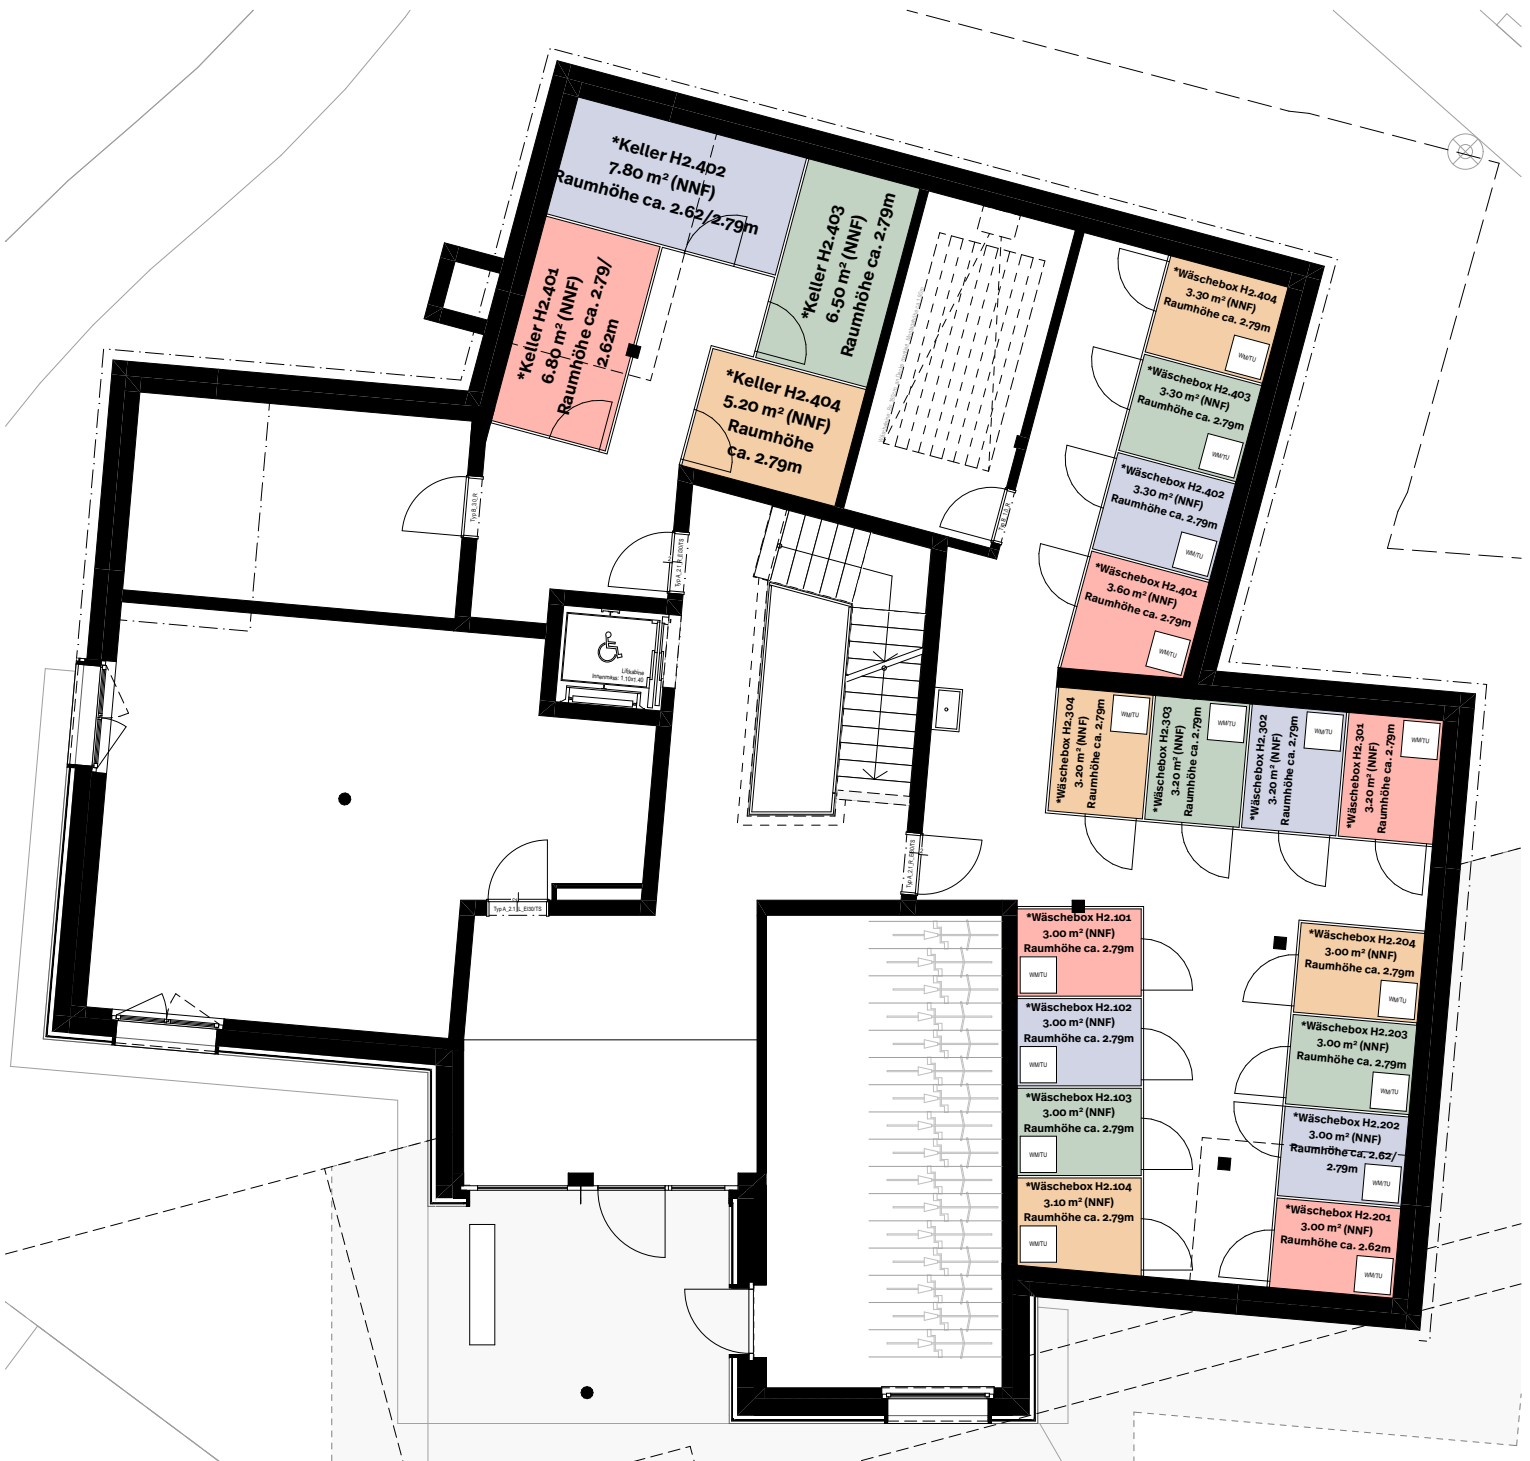 *Keller H2.402
7.80 m² (NNF)
Raumhöhe ca. 2.62/2.79m
*Keller H2.403
6.50 m² (NNF)
Raumhöhe ca. 2.79m
*Keller H2.401
6.80 m² (NNF)
Raumhöhe ca. 2.79/
2.62m
*Keller H2.404
5.20 m² (NNF)
Raumhöhe
ca. 2.79m
*Wäschebox H2.404
3.30 m² (NNF)
Raumhöhe ca. 2.79m
WM/TU
*Wäschebox H2.403
3.30 m² (NNF)
Raumhöhe ca. 2.79m
WM/TU
*Wäschebox H2.402
3.30 m² (NNF)
Raumhöhe ca. 2.79m
WM/TU
*Wäschebox H2.401
3.60 m² (NNF)
Raumhöhe ca. 2.79m
WM/TU
Liftkabine
Innenmass: 1.10x1.40
*Wäschebox H2.304
3.20 m² (NNF)
Raumhöhe ca. 2.79m
WM/TU
*Wäschebox H2.303
3.20 m² (NNF)
Raumhöhe ca. 2.79m
WM/TU
*Wäschebox H2.302
3.20 m² (NNF)
Raumhöhe ca. 2.79m
WM/TU
*Wäschebox H2.301
3.20 m² (NNF)
Raumhöhe ca. 2.79m
WM/TU
*Wäschebox H2.101
3.00 m² (NNF)
Raumhöhe ca. 2.79m
WM/TU
*Wäschebox H2.102
3.00 m² (NNF)
Raumhöhe ca. 2.79m
WM/TU
*Wäschebox H2.103
3.00 m² (NNF)
Raumhöhe ca. 2.79m
WM/TU
*Wäschebox H2.104
3.10 m² (NNF)
Raumhöhe ca. 2.79m
WM/TU
*Wäschebox H2.204
3.00 m² (NNF)
Raumhöhe ca. 2.79m
WM/TU
*Wäschebox H2.203
3.00 m² (NNF)
Raumhöhe ca. 2.79m
WM/TU
*Wäschebox H2.202
3.00 m² (NNF)
Raumhöhe ca. 2.62/
2.79m
WM/TU
*Wäschebox H2.201
3.00 m² (NNF)
Raumhöhe ca. 2.62m
WM/TU